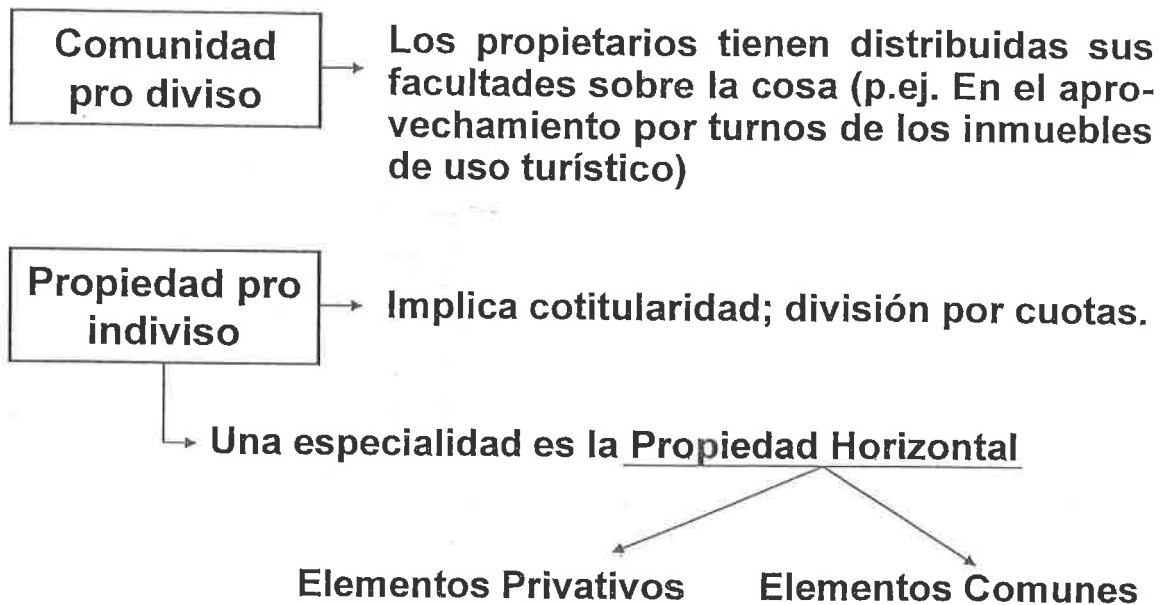 Comunidad
pro diviso
Los propietarios tienen distribuidas sus
facultades sobre la cosa (p.ej. En el apro-
vechamiento por turnos de los inmuebles
de uso turístico)
Propiedad pro
indiviso
Implica cotitularidad; división por cuotas.
Una especialidad es la Propiedad Horizontal
Elementos Privativos
Elementos Comunes